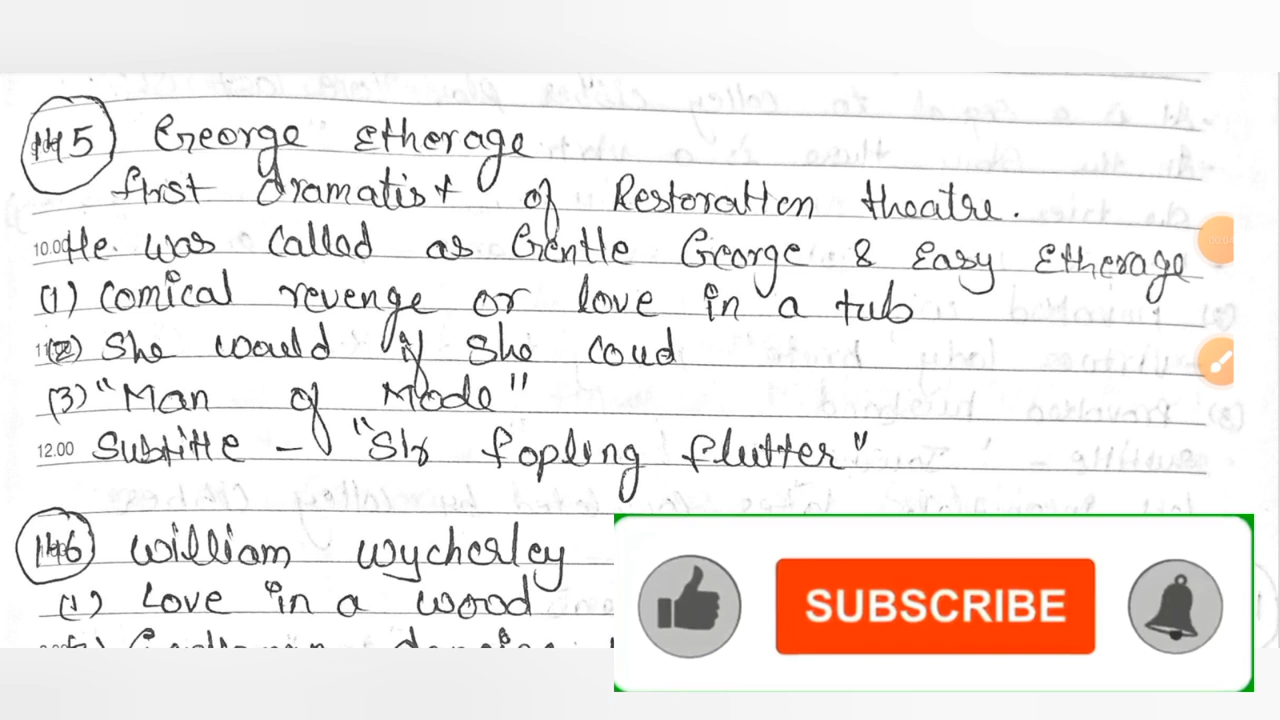 145 George Etherage
first dramatist of Restoration theatre.
10.00 He was called as Gentle George & Easy Etherage
(1) comical revenge or love in a tub
(2) She would if She coud
(3) "Man of Mode"
12.00 Subtitle - "Sir fopling flutter"
146 William Wycherley
(1) Love in a wood
SUBSCRIBE